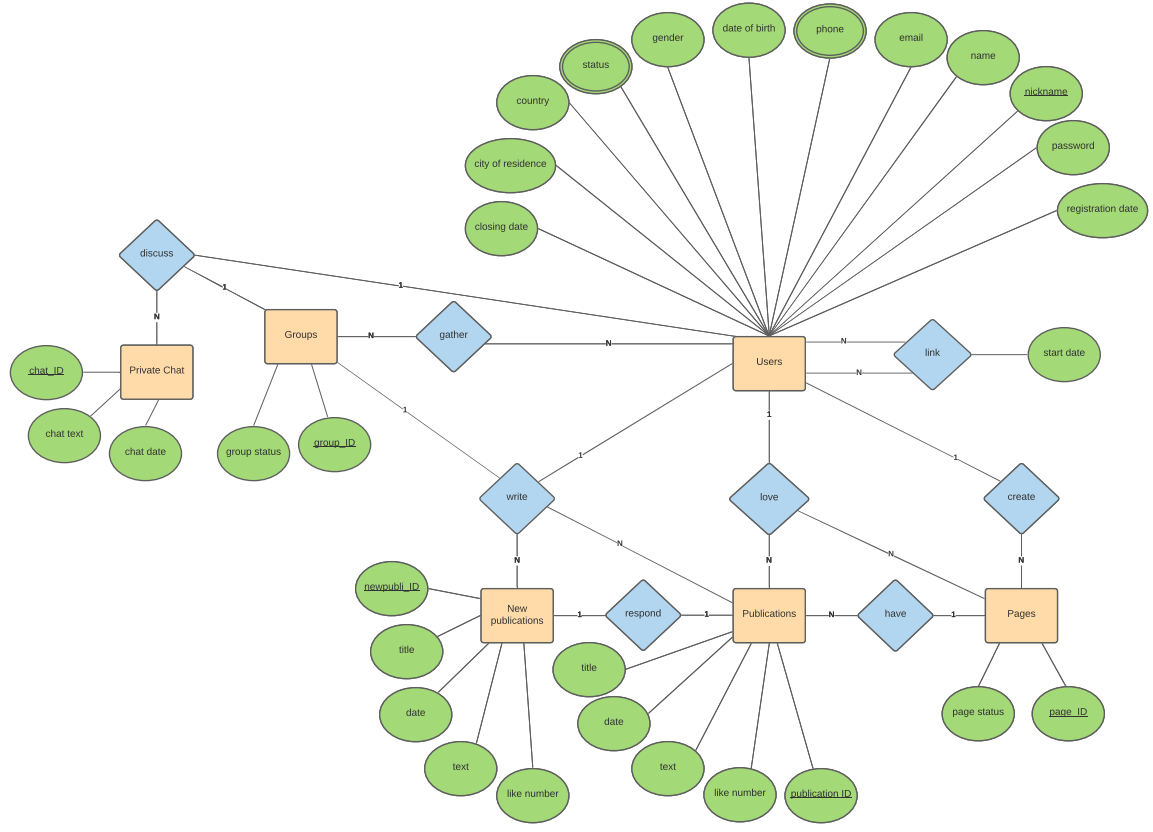 date of birth
phone
gender
email
name
status
nickname
country
password
city of residence
registration date
closing date
discuss
1
1
N
Groups
N
gather
N
Users
N
N
link
start date
chat_ID
Private Chat
chat text
chat date
group status
group_ID
1
1
1
1
write
love
create
N
N
N
N
N
newpubli_ID
New
publications
1
respond
1
Publications
N
have
1
Pages
title
title
date
date
text
text
like number
like number
publication ID
page status
page_ID